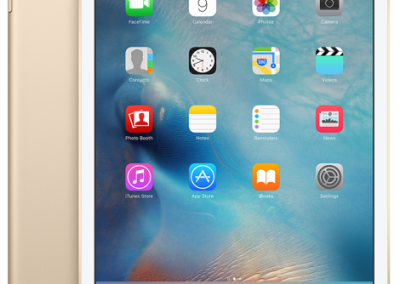 FaceTime Calendar Photos Camera
9
Contacts Clock Maps Videos
Photo Booth Notes Reminders News
iTunes Store App Store iBooks Settings